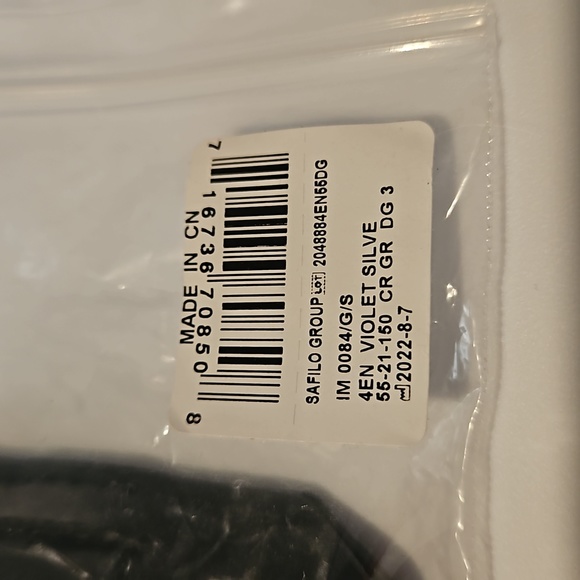 MADE IN CN
7 16736 70850 8
SAFILO GROUP LOT 2048884EN55DG
IM 0084/G/S
4EN VIOLET SILVE
55-21-150 CR GR DG 3
2022-8-7